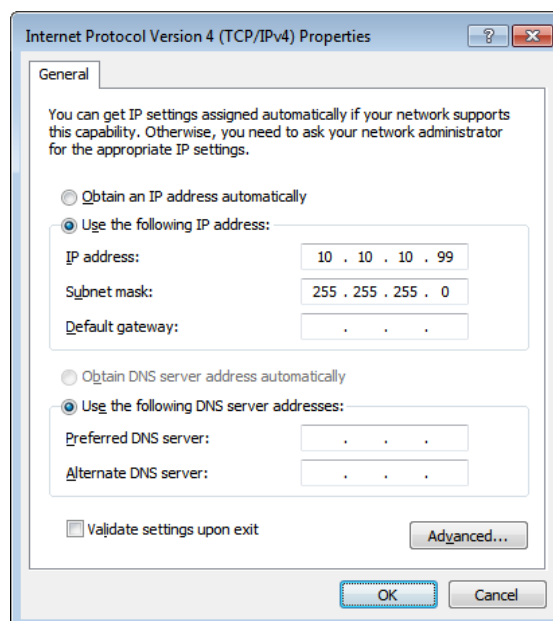 Internet Protocol Version 4 (TCP/IPv4) Properties
?
General
You can get IP settings assigned automatically if your network supports
this capability. Otherwise, you need to ask your network administrator
for the appropriate IP settings.
Obtain an IP address automatically
Use the following IP address:
IP address: 10 . 10 . 10 . 99
Subnet mask: 255 . 255 . 255 . 0
Default gateway: . . .
Obtain DNS server address automatically
Use the following DNS server addresses:
Preferred DNS server: . . .
Alternate DNS server: . . .
Validate settings upon exit
Advanced...
OK Cancel